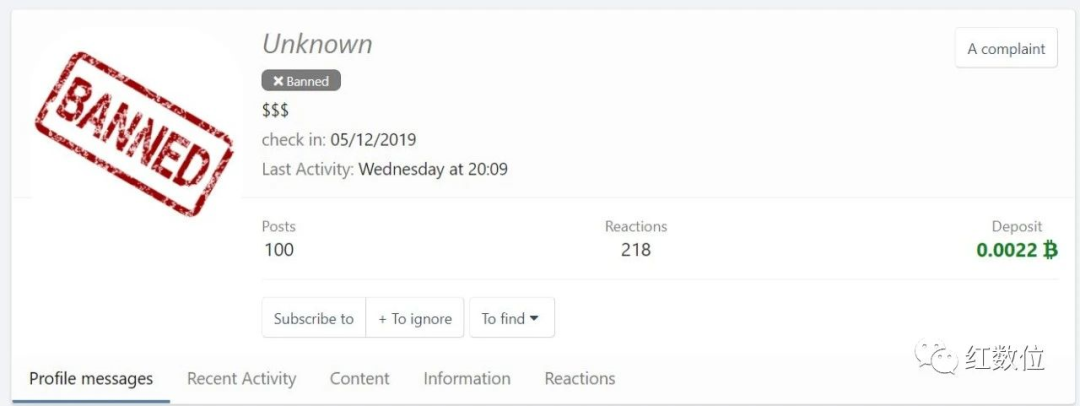 BANNED
Unknown
A complaint
× Banned
$$$
check in: 05/12/2019
Last Activity: Wednesday at 20:09
Posts Reactions Deposit
100 218 0.0022 ₿
Subscribe to + To ignore To find
红数位
Profile messages Recent Activity Content Information Reactions